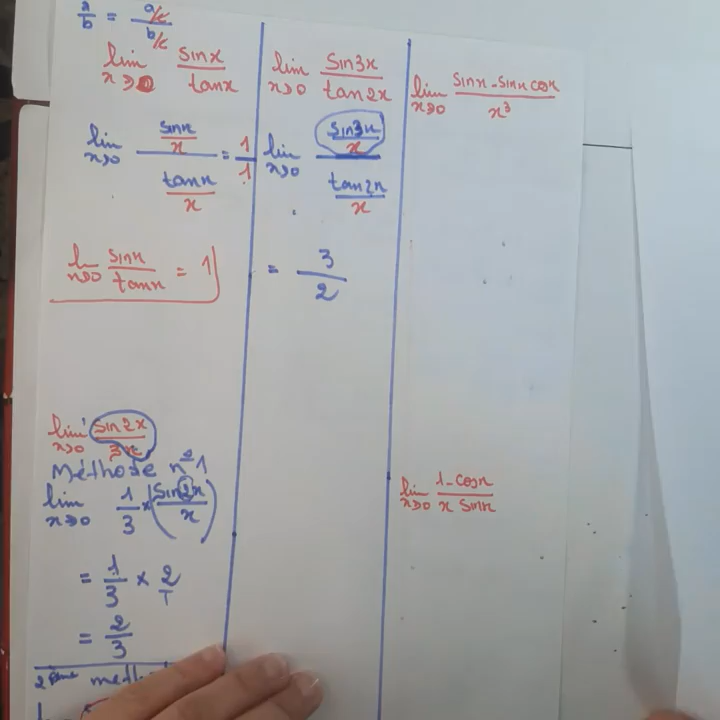 a/b = (a/c)/(b/c)
lim x→0 sinx/tanx
lim x→0 (sinx/x)/(tanx/x) = 1/1
lim x→0 sinx/tanx = 1
lim x→0 sin2x/3x
Méthode n°1
lim x→0 1/3 × (sin2x/x)
= 1/3 × 2/1
= 2/3
2ème
lim x→0 sin3x/tan2x
lim x→0 (sin3x/x)/(tan2x/x)
= 3/2
lim x→0 (sinx - sinx cosx)/x³
lim x→0 (1-cosx)/(x sinx)